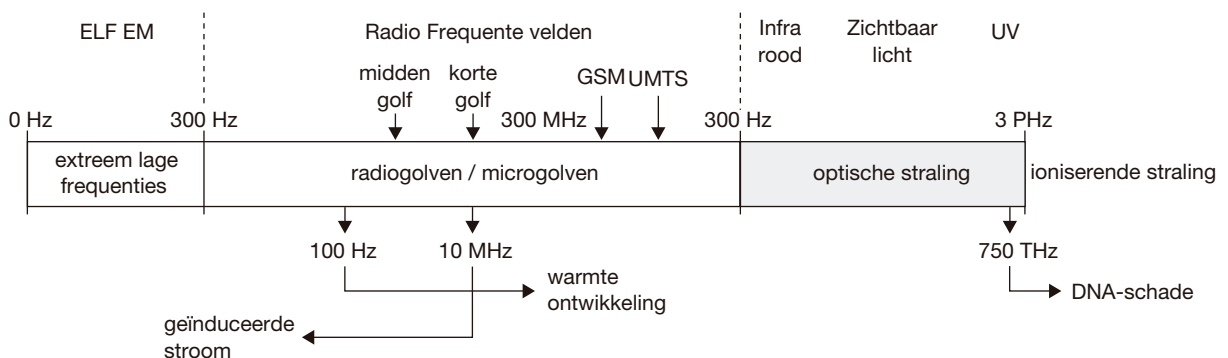 ELF EM
Radio Frequente velden
Infra
rood
Zichtbaar
licht
UV
midden
golf
korte
golf
GSM
UMTS
0 Hz
300 Hz
300 MHz
300 Hz
3 PHz
extreem lage
frequenties
radiogolven / microgolven
optische straling
ioniserende straling
100 Hz
10 MHz
750 THz
warmte
ontwikkeling
DNA-schade
geïnduceerde
stroom